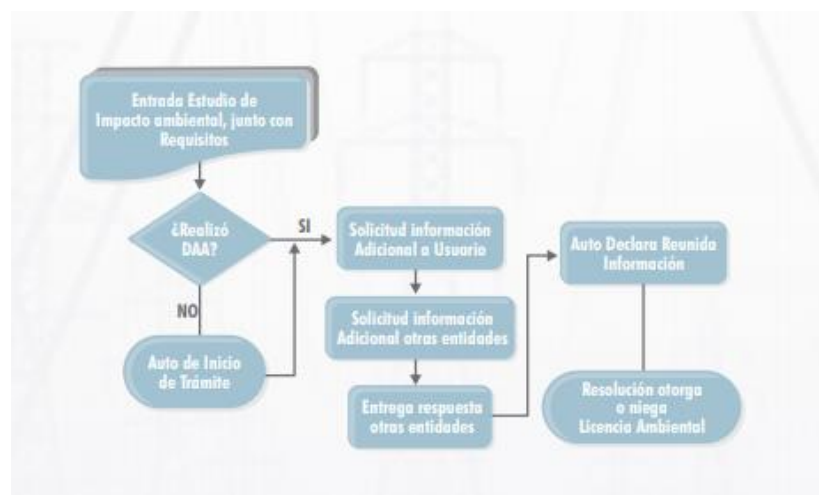 Entrada Estudio de
Impacto ambiental, junto con
Requisitos
¿Realizó
DAA?
SI
NO
Auto de Inicio
de Trámite
Solicitud información
Adicional a Usuario
Solicitud información
Adicional otras entidades
Entrega respuesta
otras entidades
Auto Declara Reunida
Información
Resolución otorga
o niega
Licencia Ambiental